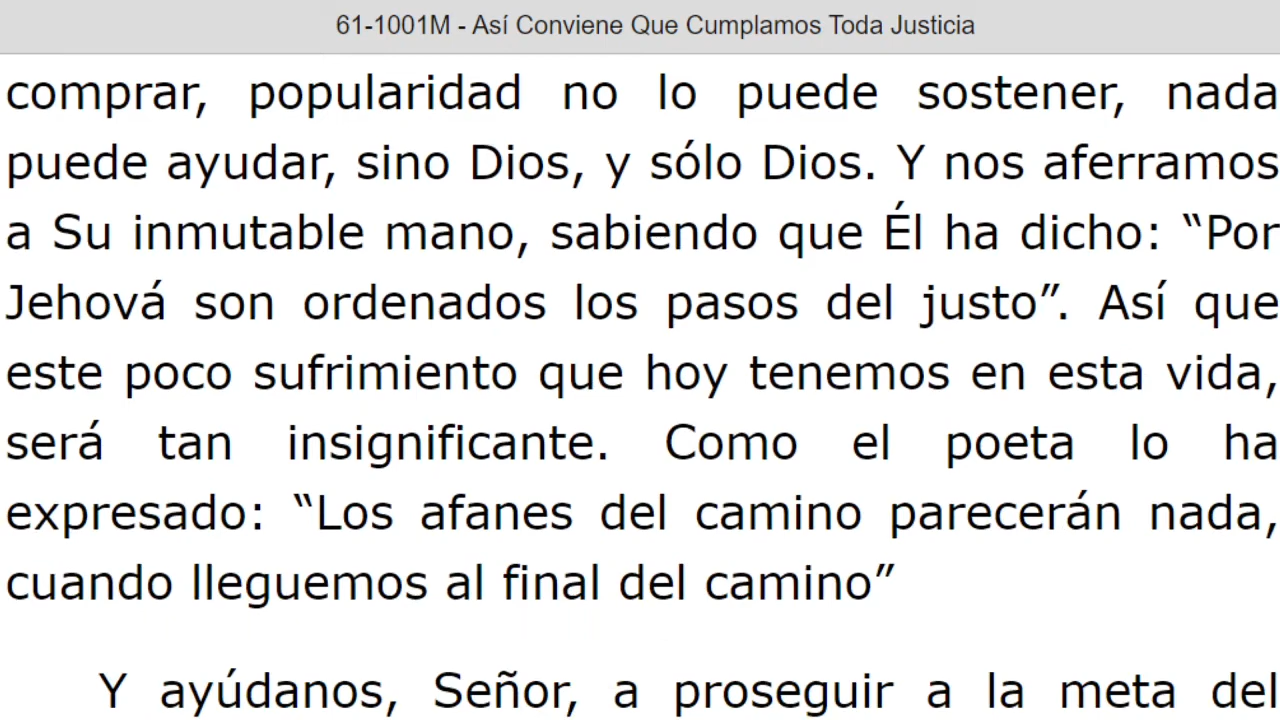 61-1001M - Así Conviene Que Cumplamos Toda Justicia
comprar, popularidad no lo puede sostener, nada
puede ayudar, sino Dios, y sólo Dios. Y nos aferramos
a Su inmutable mano, sabiendo que Él ha dicho: “Por
Jehová son ordenados los pasos del justo”. Así que
este poco sufrimiento que hoy tenemos en esta vida,
será tan insignificante. Como el poeta lo ha
expresado: “Los afanes del camino parecerán nada,
cuando lleguemos al final del camino”
Y ayúdanos, Señor, a proseguir a la meta del